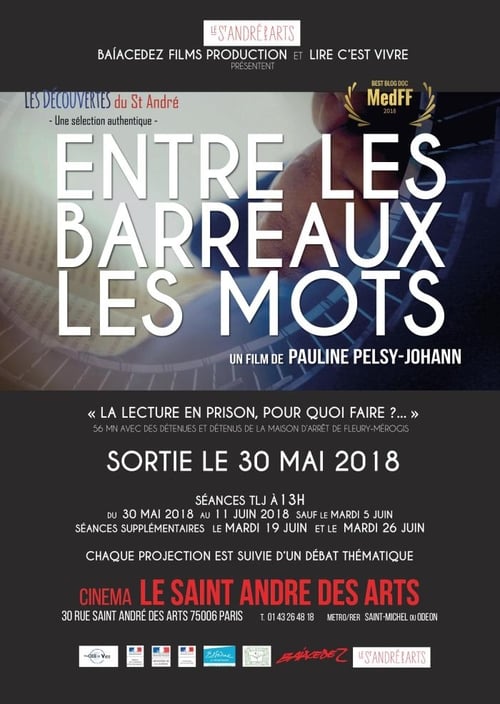 LE ST ANDRÉ DES ARTS
BAÍACEDEZ FILMS PRODUCTION ET LIRE C'EST VIVRE
PRÉSENTENT
LES DÉCOUVERTES du St André
- Une sélection authentique -
BEST BLOG DOC
MedFF
2016
ENTRE LES
BARREAUX
LES MOTS
UN FILM DE PAULINE PELSY-JOHANN
« LA LECTURE EN PRISON, POUR QUOI FAIRE ?... »
56 MN AVEC DES DÉTENUES ET DÉTENUS DE LA MAISON D'ARRÊT DE FLEURY-MÉROGIS
SORTIE LE 30 MAI 2018
SÉANCES TLJ À 13H
DU 30 MAI 2018 AU 11 JUIN 2018 SAUF LE MARDI 5 JUIN
SÉANCES SUPPLÉMENTAIRES LE MARDI 19 JUIN ET LE MARDI 26 JUIN
CHAQUE PROJECTION EST SUIVIE D'UN DÉBAT THÉMATIQUE
CINEMA LE SAINT ANDRE DES ARTS
30 RUE SAINT ANDRÉ DES ARTS 75006 PARIS T. 01 43 26 48 18 METRO/RER SAINT-MICHEL OU ODEON
BAÍACEDEZ
LE ST ANDRÉ DES ARTS